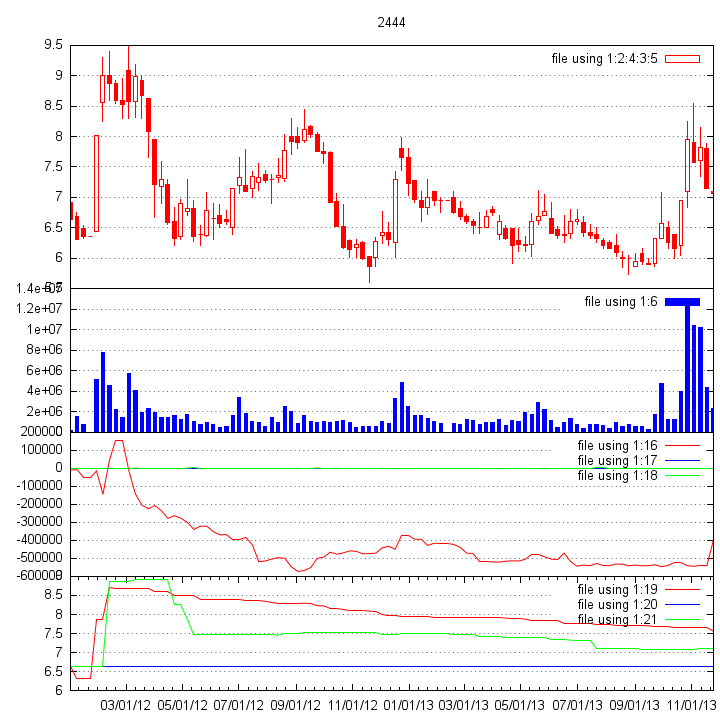 2444
9.5
file using 1:2:4:3:5
9
8.5
8
7.5
7
6.5
6
1.4e+07
file using 1:6
1.2e+07
1e+07
8e+06
6e+06
4e+06
2e+06
200000
file using 1:16
100000
file using 1:17
0
file using 1:18
-100000
-200000
-300000
-400000
-500000
-600000
file using 1:19
8.5
file using 1:20
8
file using 1:21
7.5
7
6.5
6
03/01/12 05/01/12 07/01/12 09/01/12 11/01/12 01/01/13 03/01/13 05/01/13 07/01/13 09/01/13 11/01/13